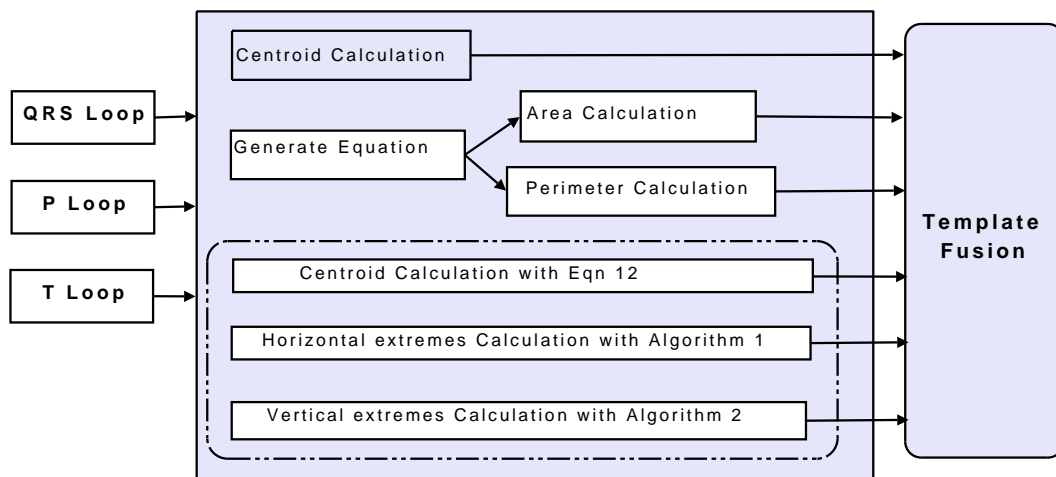 QRS Loop
P Loop
T Loop
Centroid Calculation
Generate Equation
Area Calculation
Perimeter Calculation
Centroid Calculation with Eqn 12
Horizontal extremes Calculation with Algorithm 1
Vertical extremes Calculation with Algorithm 2
Template
Fusion